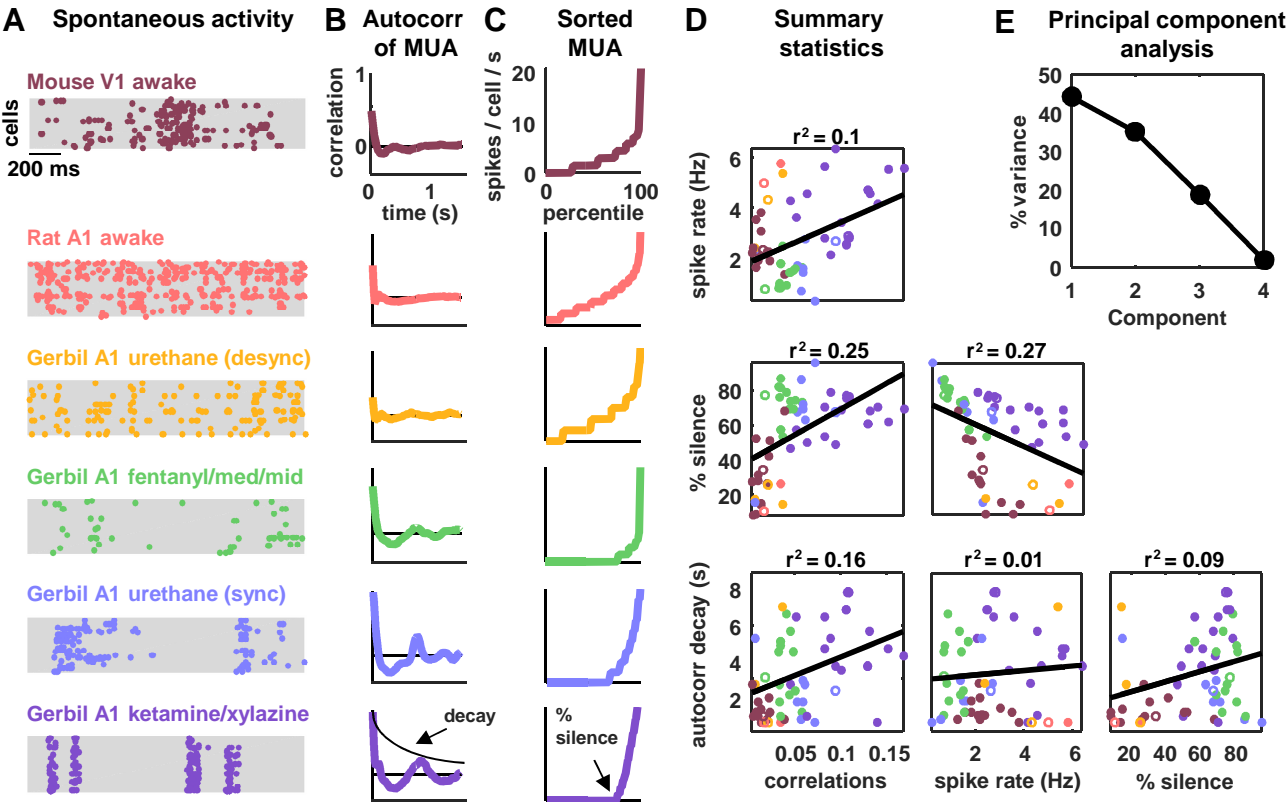 A Spontaneous activity
B Autocorr
of MUA
C Sorted
MUA
D Summary
statistics
E Principal component
analysis
Mouse V1 awake
cells
200 ms
1
correlation
0
0 1
time (s)
20
spikes / cell / s
10
0
0 100
percentile
Rat A1 awake
Gerbil A1 urethane (desync)
Gerbil A1 fentanyl/med/mid
Gerbil A1 urethane (sync)
Gerbil A1 ketamine/xylazine
decay
%
silence
r² = 0.1
6
spike rate (Hz)
4
2
r² = 0.25
80
% silence
60
40
20
r² = 0.27
r² = 0.16
8
autocorr decay (s)
6
4
2
0.05 0.1 0.15
correlations
r² = 0.01
2 4 6
spike rate (Hz)
r² = 0.09
20 40 60 80
% silence
50
% variance
40
30
20
10
0
1 2 3 4
Component